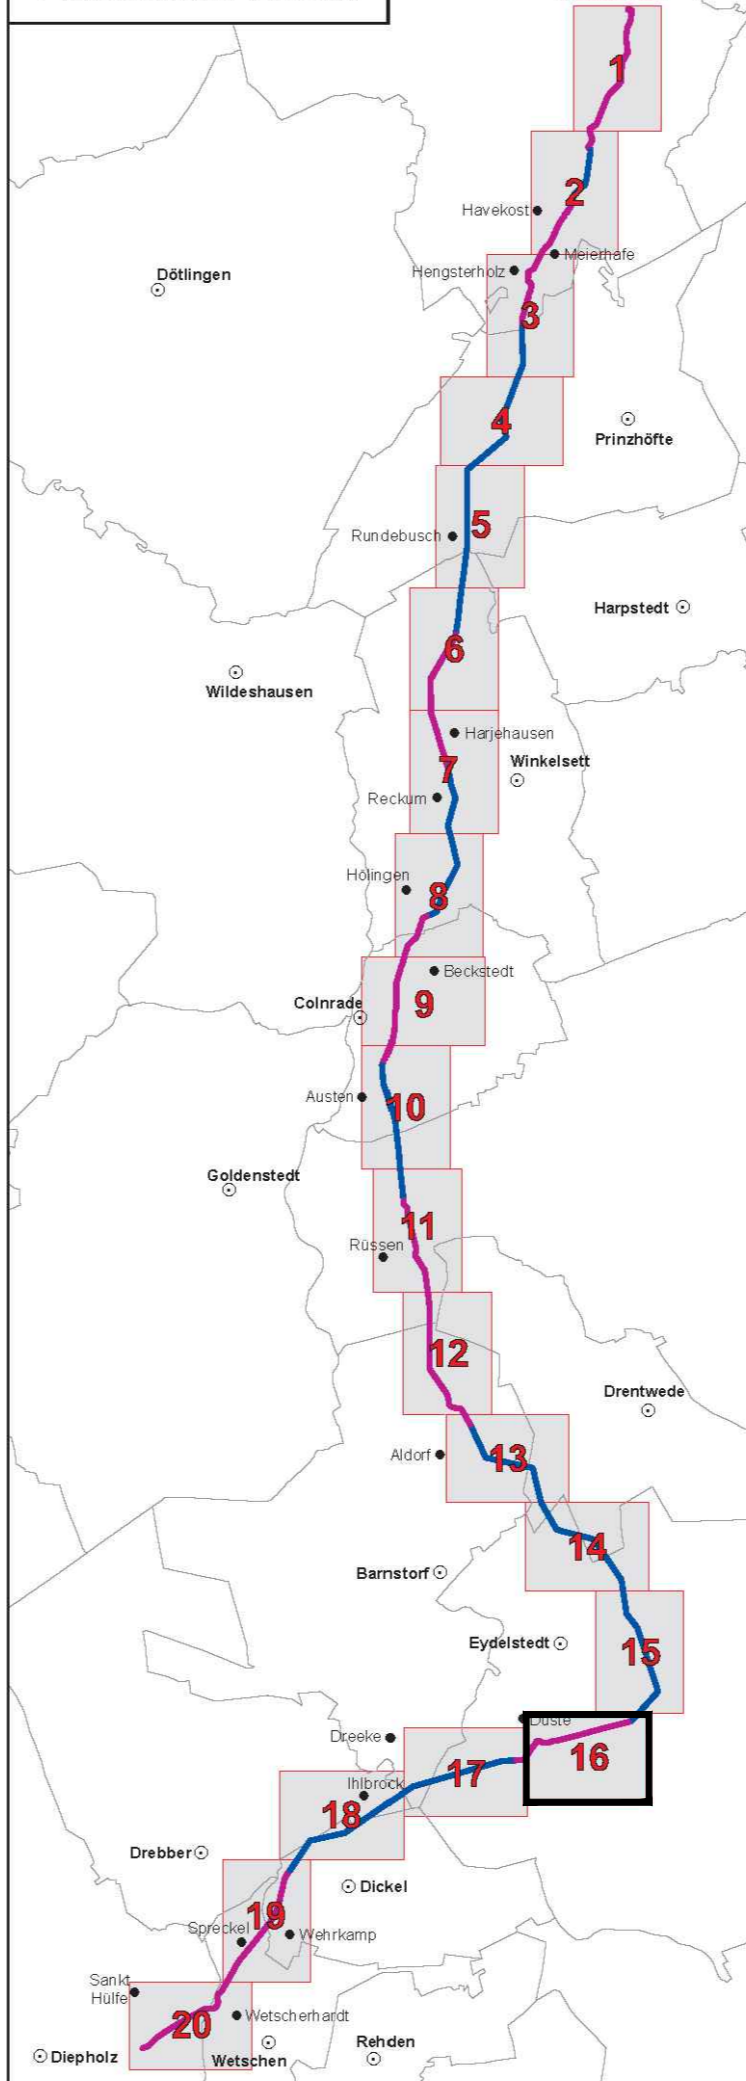 1
2
Havekost
Meierhafe
Hengsterholz
Dötlingen
3
4
Prinzhöfte
5
Rundebusch
Harpstedt
6
Wildeshausen
Harjehausen
Winkelsett
7
Reckum
Hölingen
8
Beckstedt
Colnrade
9
Austen
10
Goldenstedt
11
Rüssen
12
Drentwede
Aldorf
13
14
Barnstorf
Eydelstedt
15
Düste
Dreeke
16
17
Ihlbrock
18
Drebber
Dickel
19
Spreckel
Wehrkamp
Sankt
Hülfe
Wetscherhardt
20
Diepholz
Wetschen
Rehden